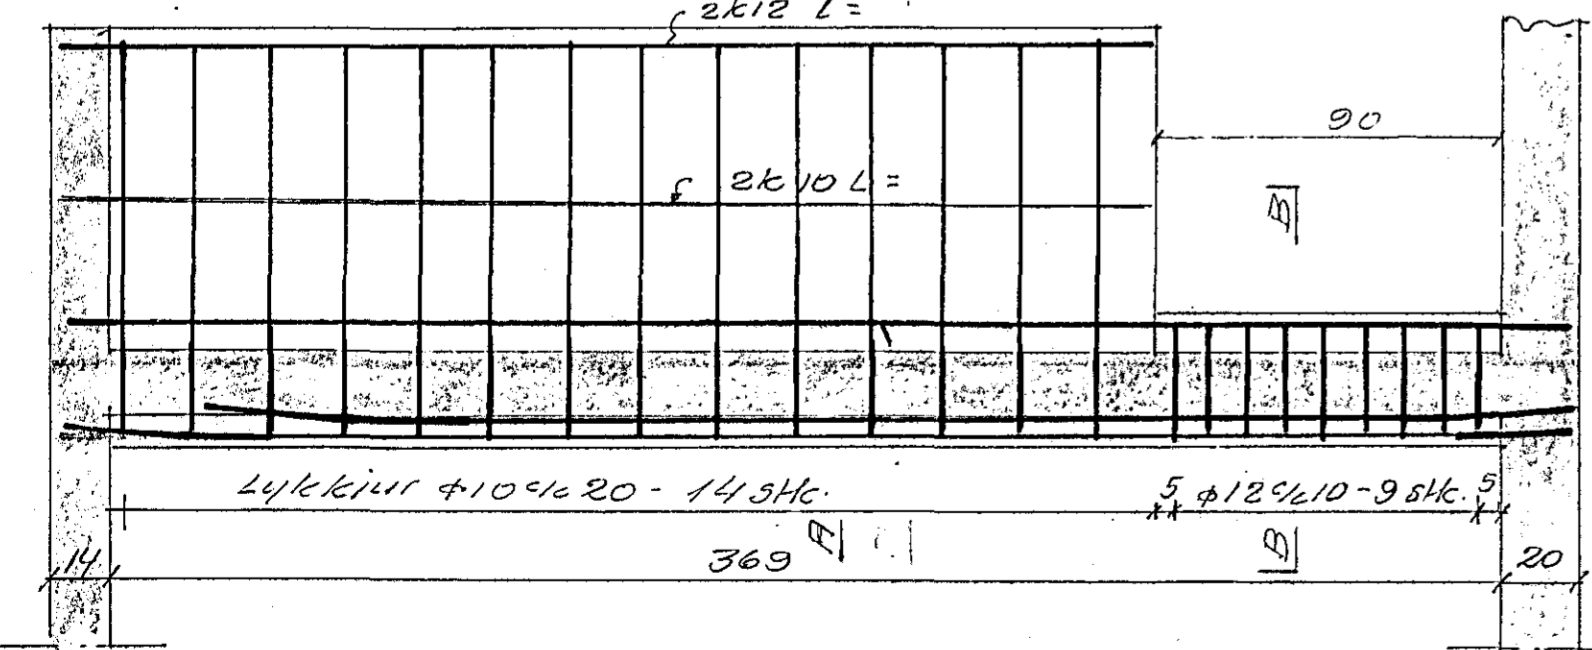 2K12 L =
90
2K10 L =
B
Lykkjur ϕ10 c/c 20 - 14 stk.
5 ϕ12 c/c 10 - 9 stk. 5
A
B
14
369
20